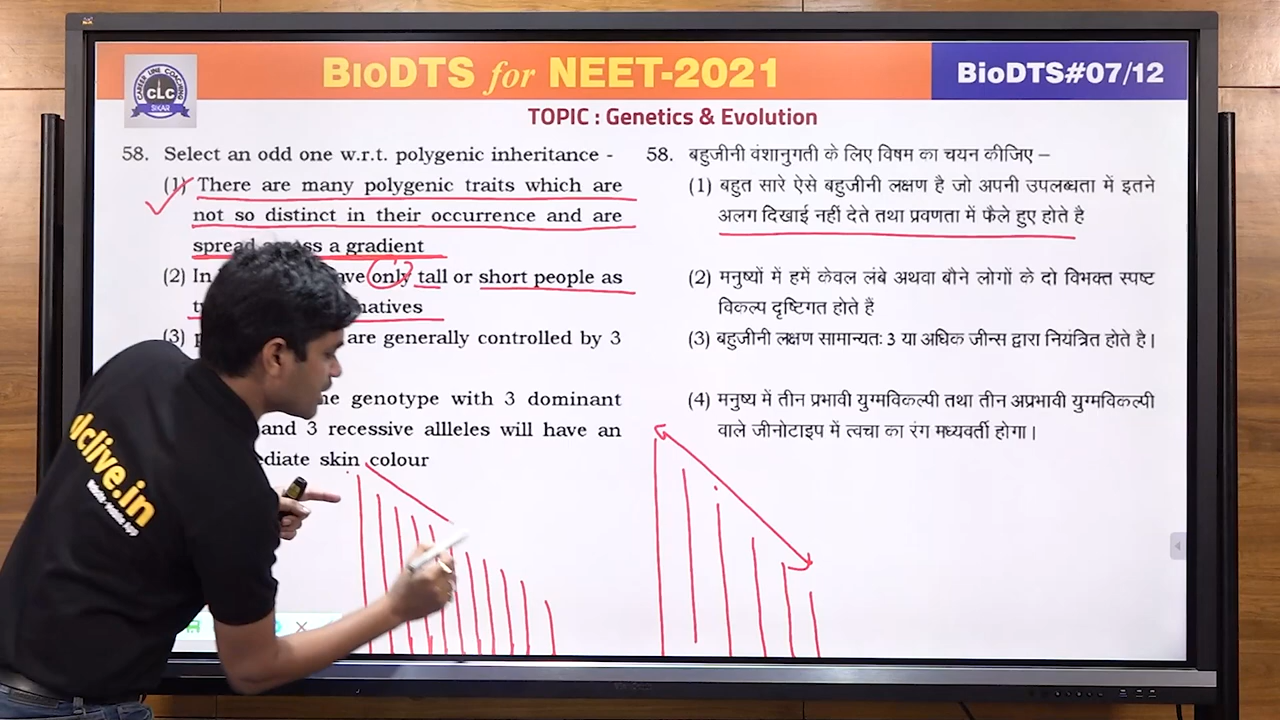 BIODTS for NEET-2021
BioDTS#07/12
CAREER LINE COACHING
CLC
SIKAR
TOPIC : Genetics & Evolution
58. Select an odd one w.r.t. polygenic inheritance -
(1) There are many polygenic traits which are
not so distinct in their occurrence and are
spread a gradient
(2) In only tall or short people as
(3) are generally controlled by 3
genotype with 3 dominant
and 3 recessive allleles will have an
skin colour
58. बहुजीनी वंशानुगती के लिए विषम का चयन कीजिए –
(1) बहुत सारे ऐसे बहुजीनी लक्षण है जो अपनी उपलब्धता में इतने
अलग दिखाई नहीं देते तथा प्रवणता में फैले हुए होते है
(2) मनुष्यों में हमें केवल लंबे अथवा बौने लोगों के दो विभक्त स्पष्ट
विकल्प दृष्टिगत होते हैं
(3) बहुजीनी लक्षण सामान्यतः 3 या अधिक जीन्स द्वारा नियंत्रित होते है।
(4) मनुष्य में तीन प्रभावी युग्मविकल्पी तथा तीन अप्रभावी युग्मविकल्पी
वाले जीनोटाइप में त्वचा का रंग मध्यवर्ती होगा।
clclive.in